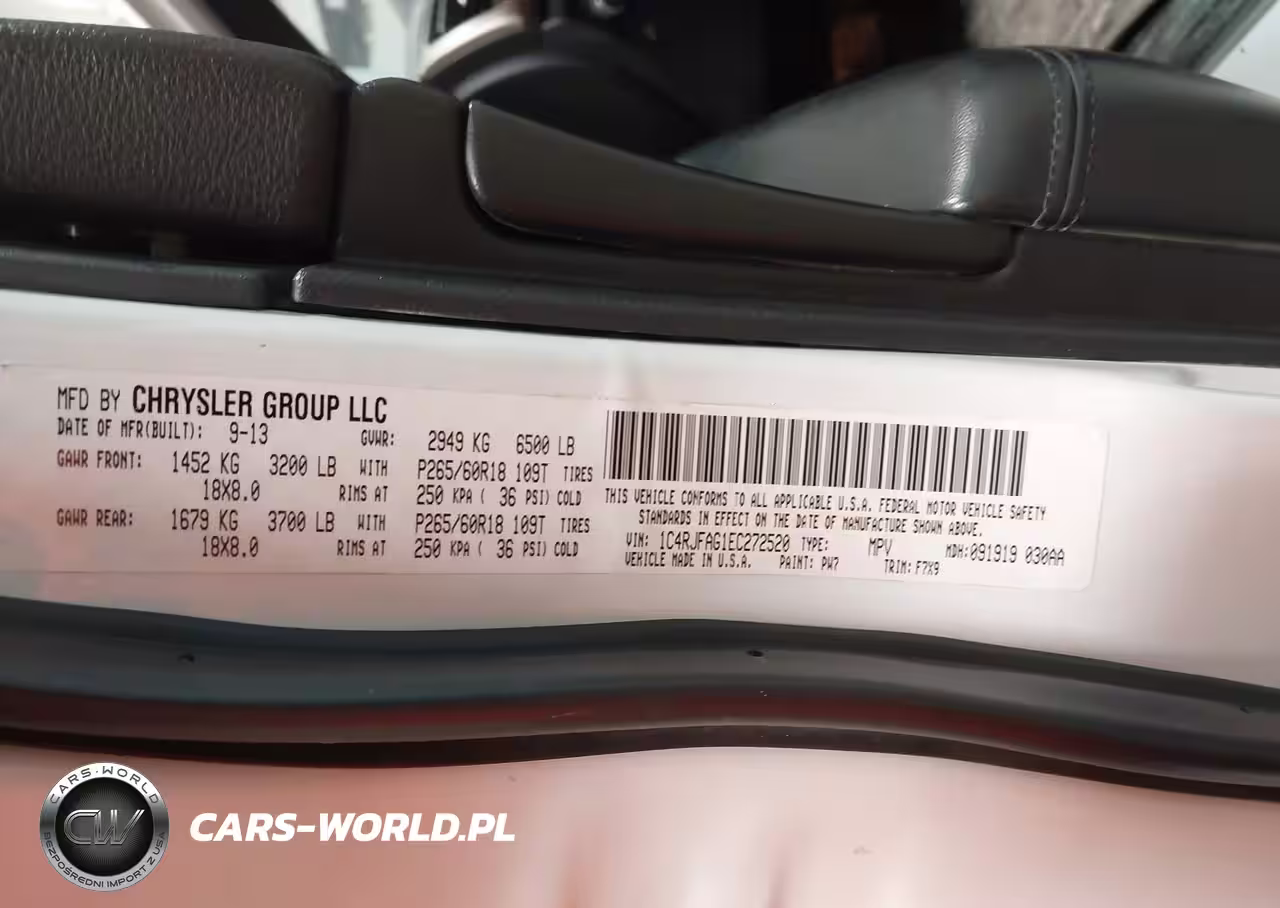 MFD BY CHRYSLER GROUP LLC
DATE OF MFR(BUILT): 9-13 GVWR: 2949 KG 6500 LB
GAWR FRONT: 1452 KG 3200 LB WITH P265/60R18 109T TIRES
18X8.0 RIMS AT 250 KPA ( 36 PSI) COLD
GAWR REAR: 1679 KG 3700 LB WITH P265/60R18 109T TIRES
18X8.0 RIMS AT 250 KPA ( 36 PSI) COLD
THIS VEHICLE CONFORMS TO ALL APPLICABLE U.S.A. FEDERAL MOTOR VEHICLE SAFETY
STANDARDS IN EFFECT ON THE DATE OF MANUFACTURE SHOWN ABOVE.
VIN: 1C4RJFAG1EC272520 TYPE: MPV MDH:091919 030AA
VEHICLE MADE IN U.S.A. PAINT: PW7 TRIM: F7X9
CARS-WORLD
CW
BEZPOŚREDNI IMPORT Z USA
CARS-WORLD.PL